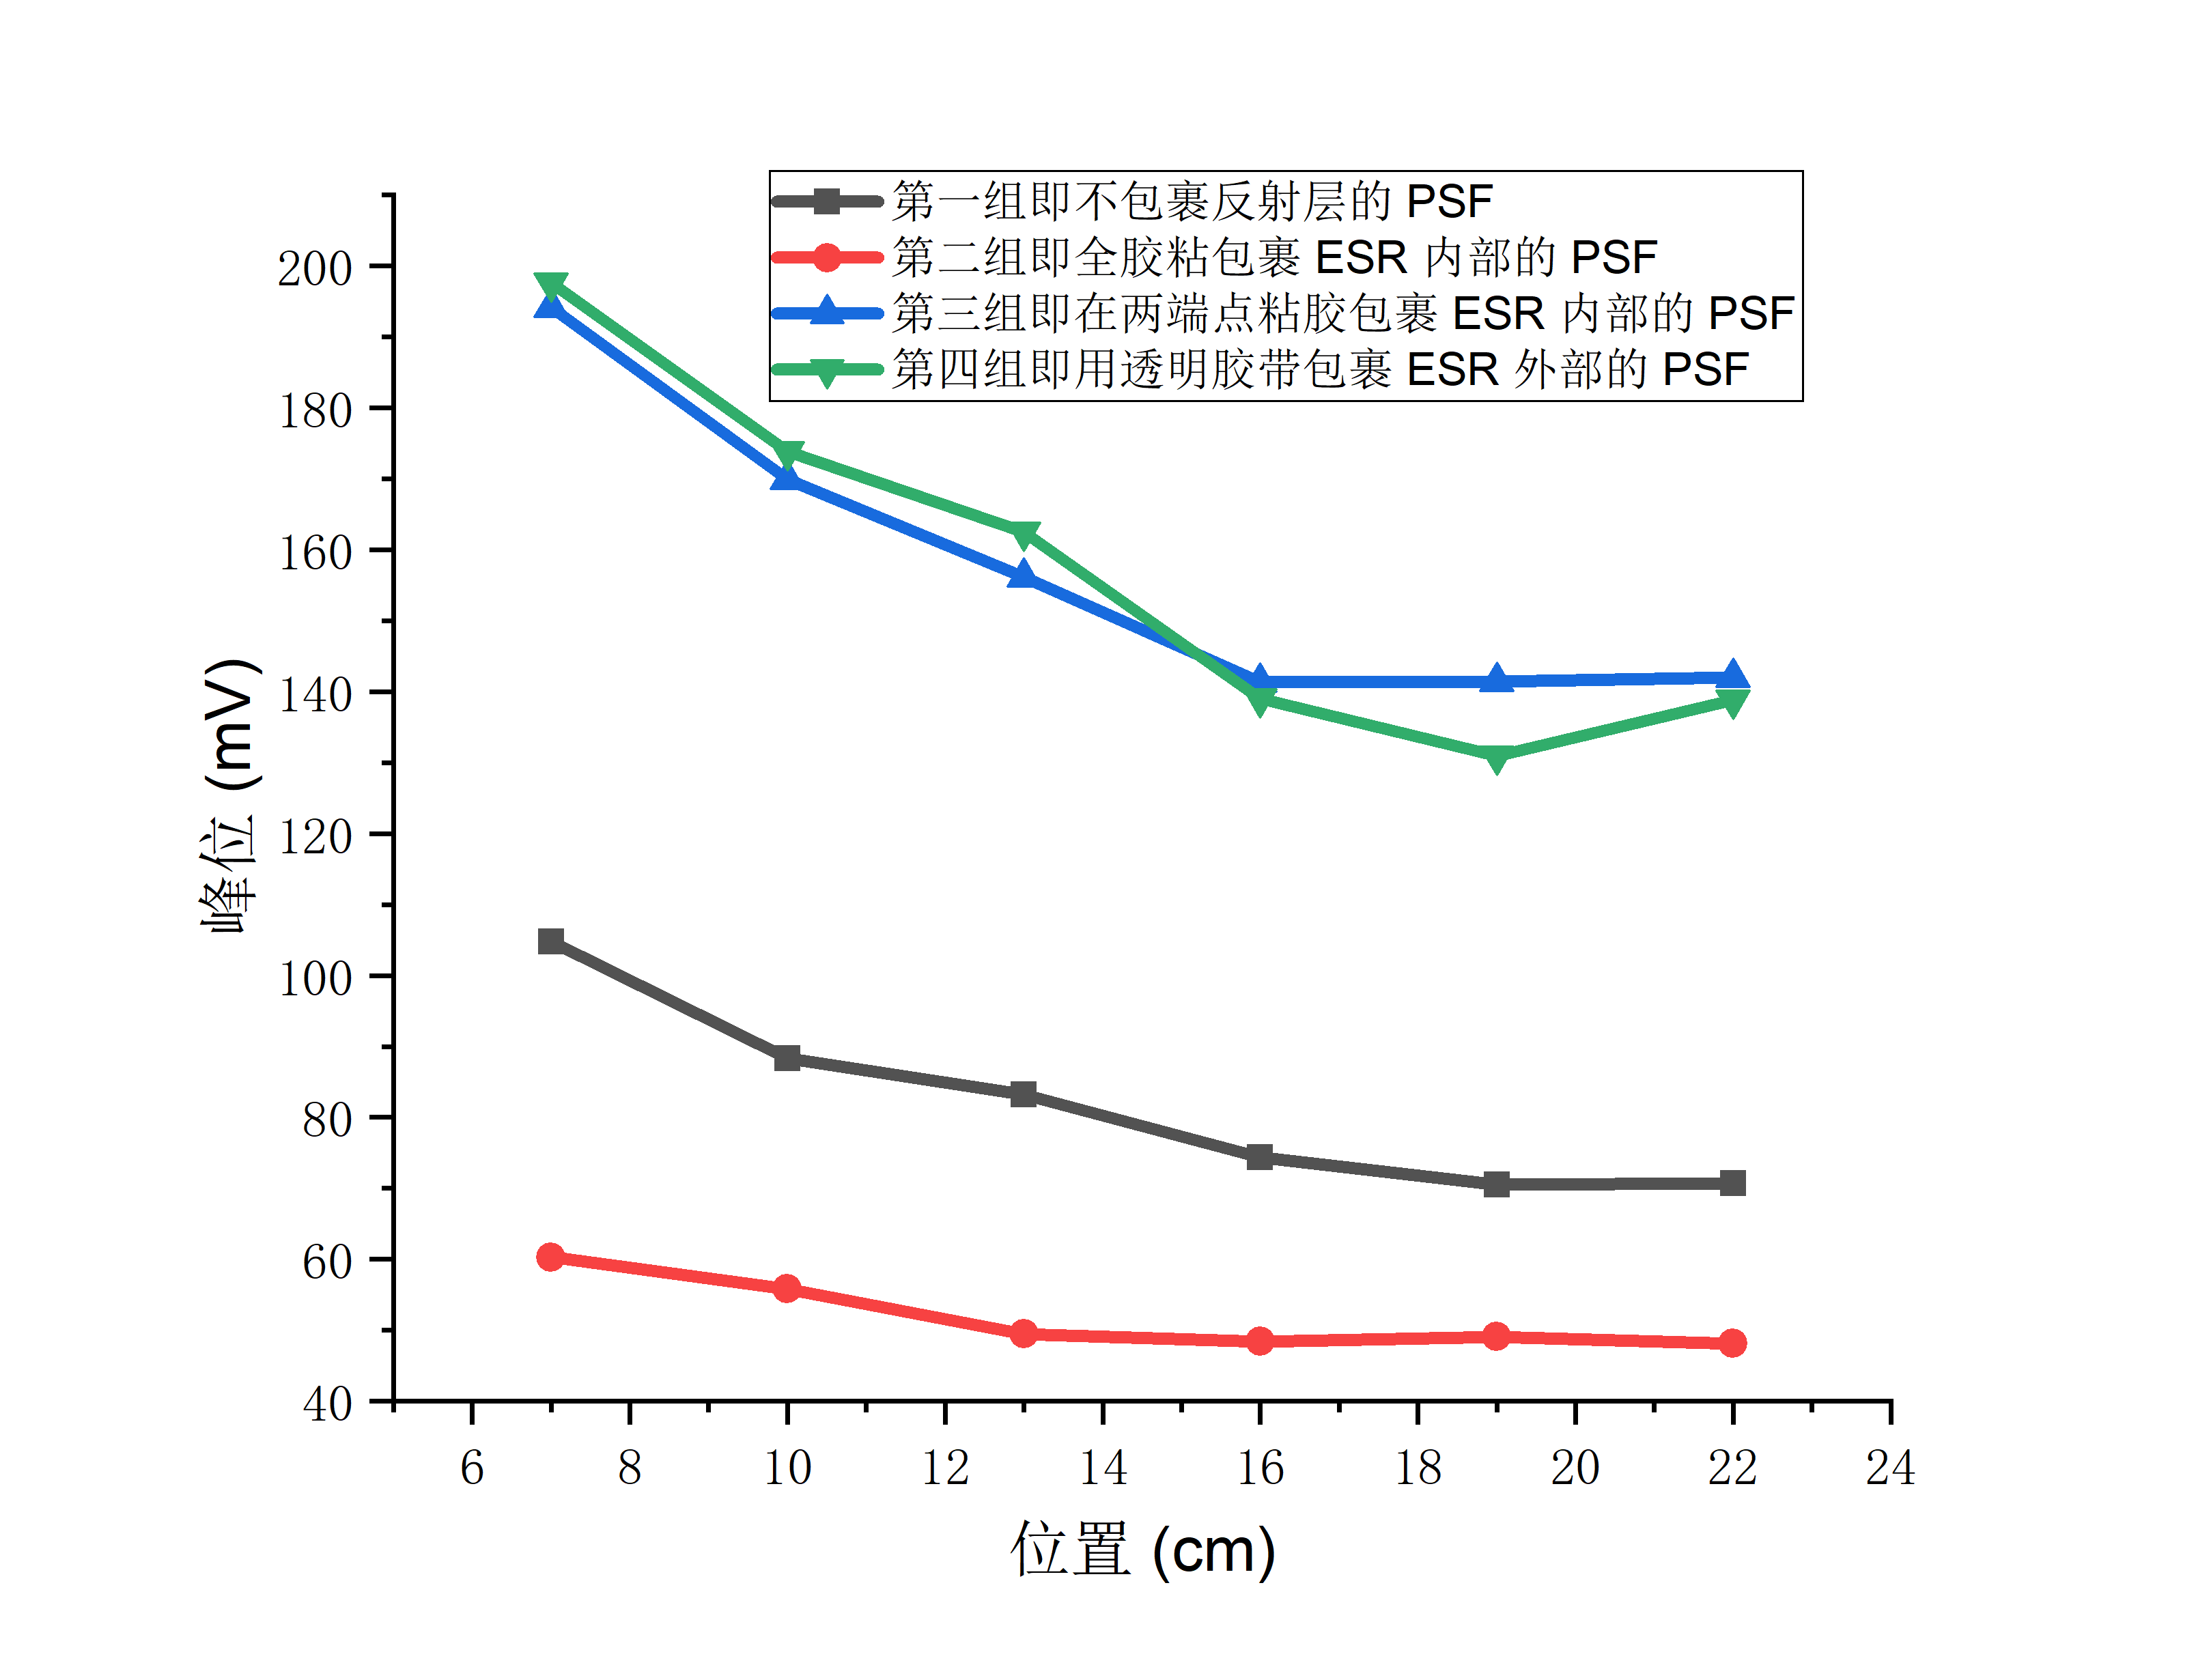 第一组即不包裹反射层的 PSF
第二组即全胶粘包裹 ESR 内部的 PSF
第三组即在两端点粘胶包裹 ESR 内部的 PSF
第四组即用透明胶带包裹 ESR 外部的 PSF
200
180
160
140
120
100
80
60
40
峰位 (mV)
6 8 10 12 14 16 18 20 22 24
位置 (cm)